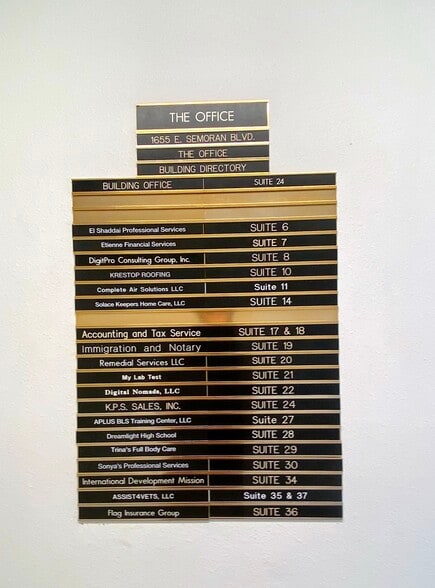 THE OFFICE
1655 E. SEMORAN BLVD.
THE OFFICE
BUILDING DIRECTORY
BUILDING OFFICE SUITE 24
El Shaddai Professional Services SUITE 6
Etienne Financial Services SUITE 7
DigitPro Consulting Group, Inc. SUITE 8
KRESTOP ROOFING SUITE 10
Complete Air Solutions LLC Suite 11
Solace Keepers Home Care, LLC SUITE 14
Accounting and Tax Service SUITE 17 & 18
Immigration and Notary SUITE 19
Remedial Services LLC SUITE 20
My Lab Test SUITE 21
Digital Nomads, LLC SUITE 22
K.P.S. SALES, INC. SUITE 24
APLUS BLS Training Center, LLC Suite 27
Dreamlight High School SUITE 28
Trina's Full Body Care SUITE 29
Sonya's Professional Services SUITE 30
International Development Mission SUITE 34
ASSIST4VETS, LLC Suite 35 & 37
Flag Insurance Group SUITE 36